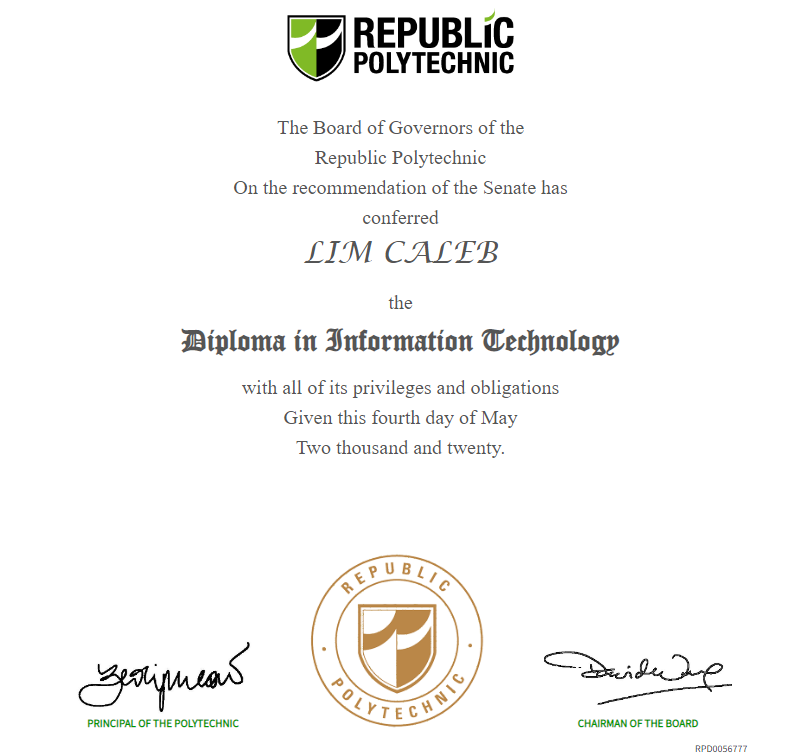 REPUBLIC
POLYTECHNIC
The Board of Governors of the
Republic Polytechnic
On the recommendation of the Senate has
conferred
LIM CALEB
the
Diploma in Information Technology
with all of its privileges and obligations
Given this fourth day of May
Two thousand and twenty.
REPUBLIC
POLYTECHNIC
PRINCIPAL OF THE POLYTECHNIC
CHAIRMAN OF THE BOARD
RPD0056777